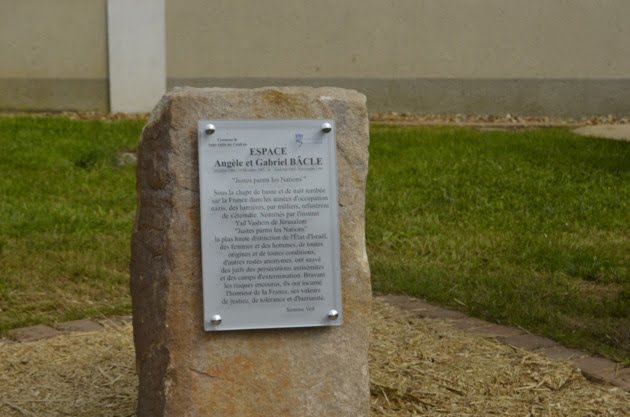 ESPACE
Angèle et Gabriel BÂCLE
"Justes parmi les Nations"
Sous la chape de haine et de nuit tombée
sur la France dans les années d'occupation
nazie, des lumières, par milliers, refusèrent
de s'éteindre. Nommés par l'institut
Yad Vashem de Jérusalem
"Justes parmi les Nations"
la plus haute distinction de l'État d'Israël,
des femmes et des hommes, de toutes
origines et de toutes conditions,
d'autres restés anonymes, ont sauvé
des juifs des persécutions antisémites
et des camps d'extermination. Bravant
les risques encourus, ils ont incarné
l'honneur de la France, ses valeurs
de justice, de tolérance et d'humanité.
Simone Veil